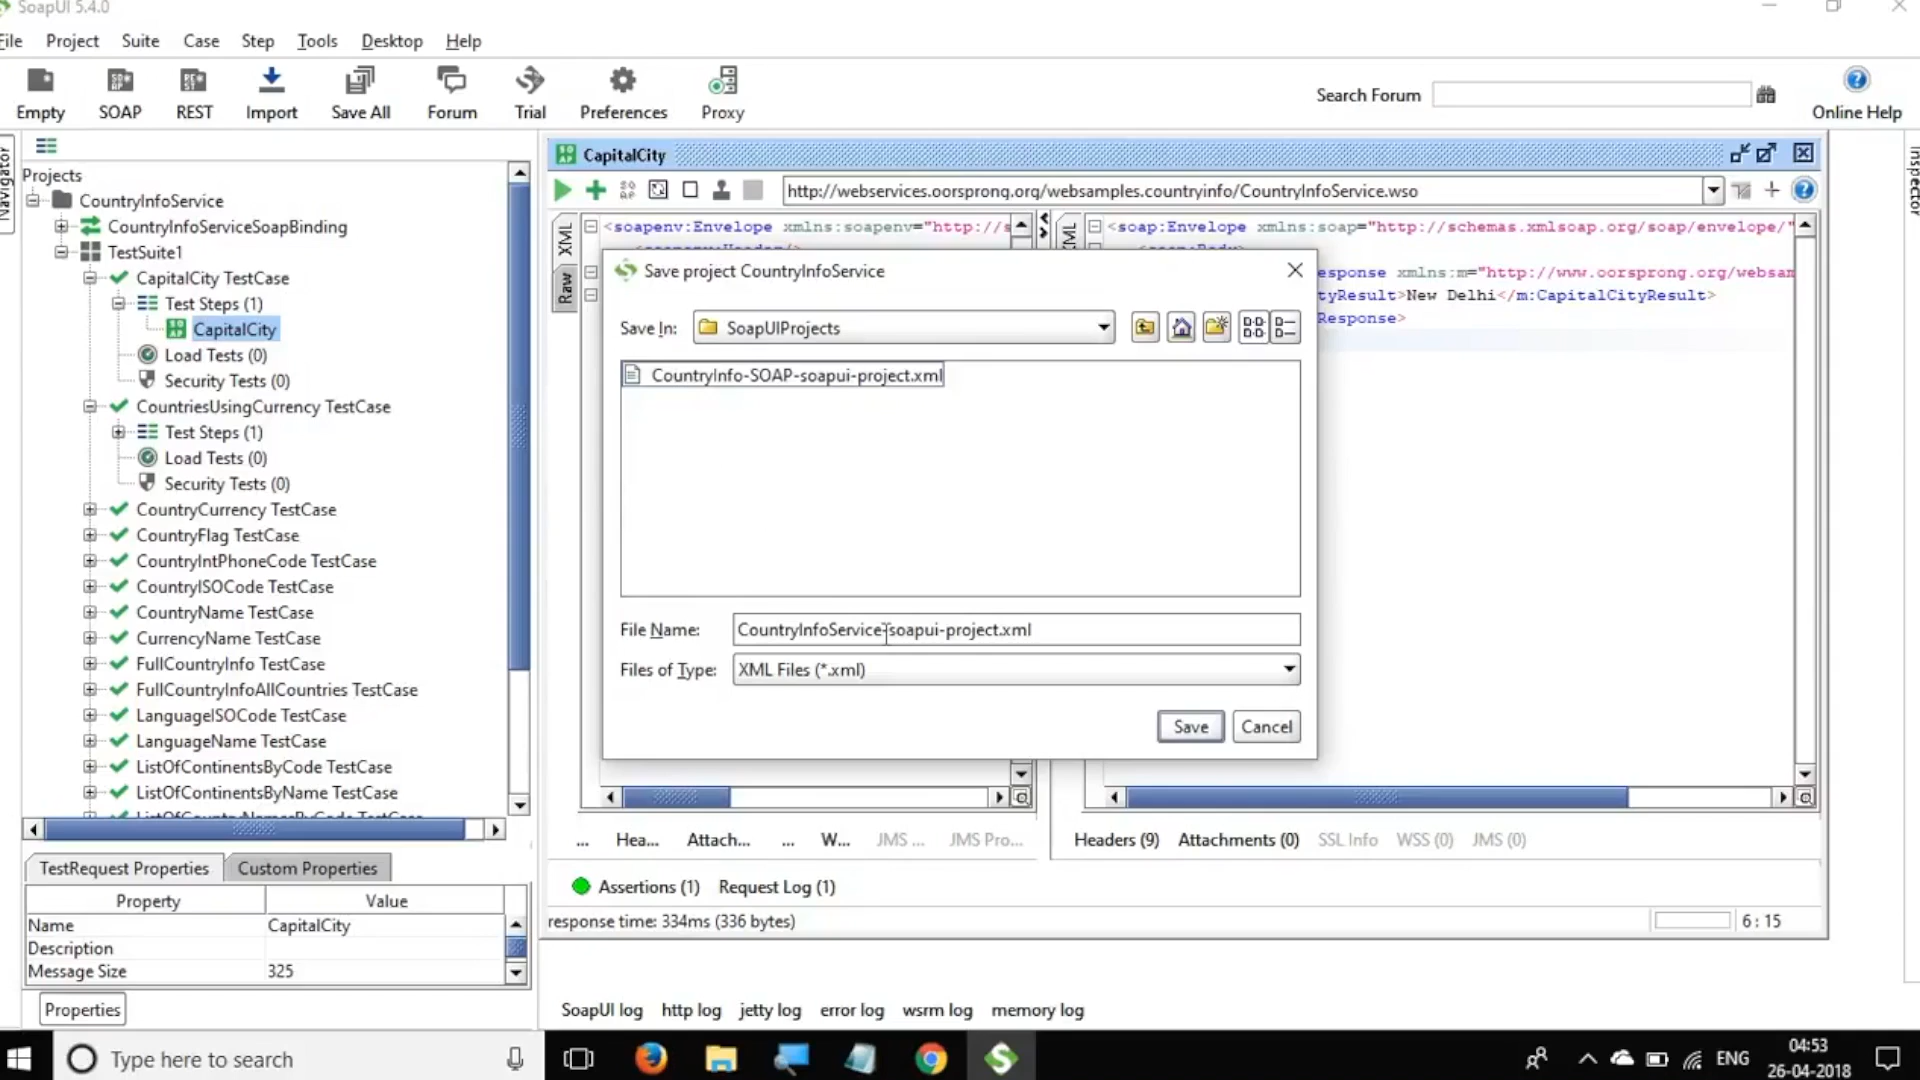 SoapUI 5.4.0
File Project Suite Case Step Tools Desktop Help
Empty SOAP REST Import Save All Forum Trial Preferences Proxy
Search Forum
Online Help
Navigator
Inspector
Projects
CountryInfoService
CountryInfoServiceSoapBinding
TestSuite1
CapitalCity TestCase
Test Steps (1)
CapitalCity
Load Tests (0)
Security Tests (0)
CountriesUsingCurrency TestCase
Test Steps (1)
Load Tests (0)
Security Tests (0)
CountryCurrency TestCase
CountryFlag TestCase
CountryIntPhoneCode TestCase
CountryISOCode TestCase
CountryName TestCase
CurrencyName TestCase
FullCountryInfo TestCase
FullCountryInfoAllCountries TestCase
LanguageISOCode TestCase
LanguageName TestCase
ListOfContinentsByCode TestCase
ListOfContinentsByName TestCase
TestRequest Properties Custom Properties
Property Value
Name CapitalCity
Description
Message Size 325
Properties
CapitalCity
http://webservices.oorsprong.org/websamples.countryinfo/CountryInfoService.wso
XML
Raw
<soapenv:Envelope xmlns:soapenv="http://s
XML
<soap:Envelope xmlns:soap="http://schemas.xmlsoap.org/soap/envelope/"
esponse xmlns:m="http://www.oorsprong.org/websam
tyResult>New Delhi</m:CapitalCityResult>
Response>
Save project CountryInfoService
Save In: SoapUIProjects
CountryInfo-SOAP-soapui-project.xml
File Name: CountryInfoService-soapui-project.xml
Files of Type: XML Files (*.xml)
Save Cancel
... Hea... Attach... ... W... JMS ... JMS Pro...
Headers (9) Attachments (0) SSL Info WSS (0) JMS (0)
Assertions (1) Request Log (1)
response time: 334ms (336 bytes)
6 : 15
SoapUI log http log jetty log error log wsrm log memory log
Type here to search
ENG
04:53
26-04-2018